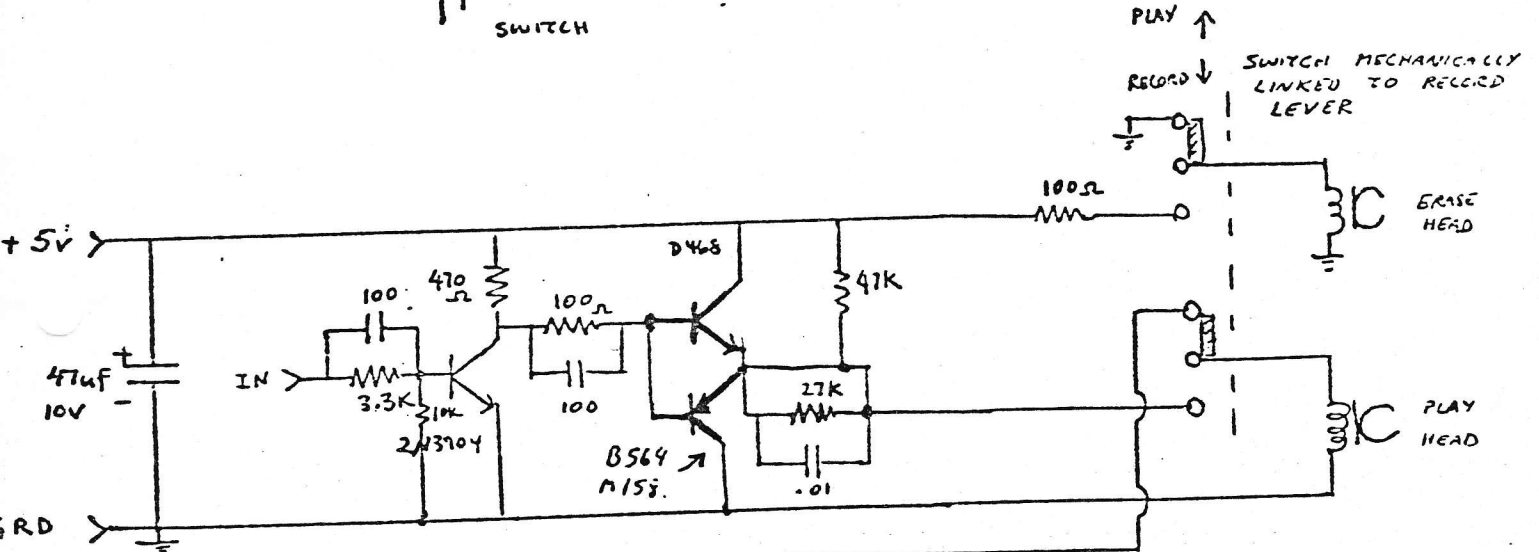 SWITCH
PLAY
RECORD
SWITCH MECHANICALLY
LINKED TO RECORD
LEVER
100Ω
ERASE
HEAD
+ 5v
D468
47K
470
Ω
100
100Ω
IN
3.3K
10K
2N3904
100
27K
.01
47uf
10V
+
-
B564
PLAY
HEAD
GRD